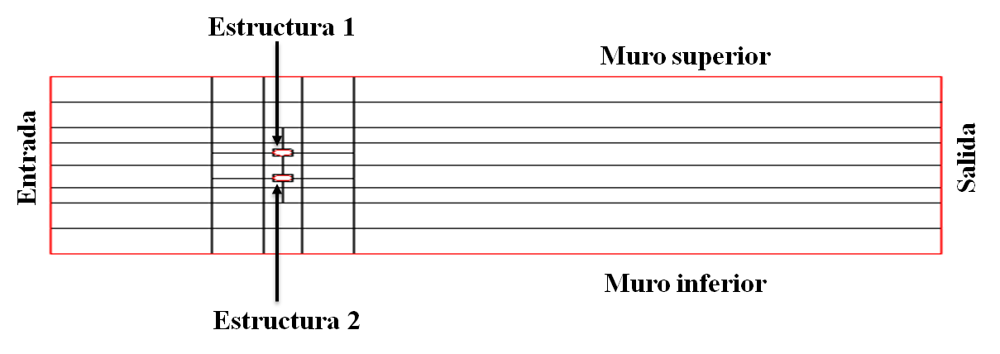 Estructura 1
Muro superior
Entrada
Salida
Muro inferior
Estructura 2